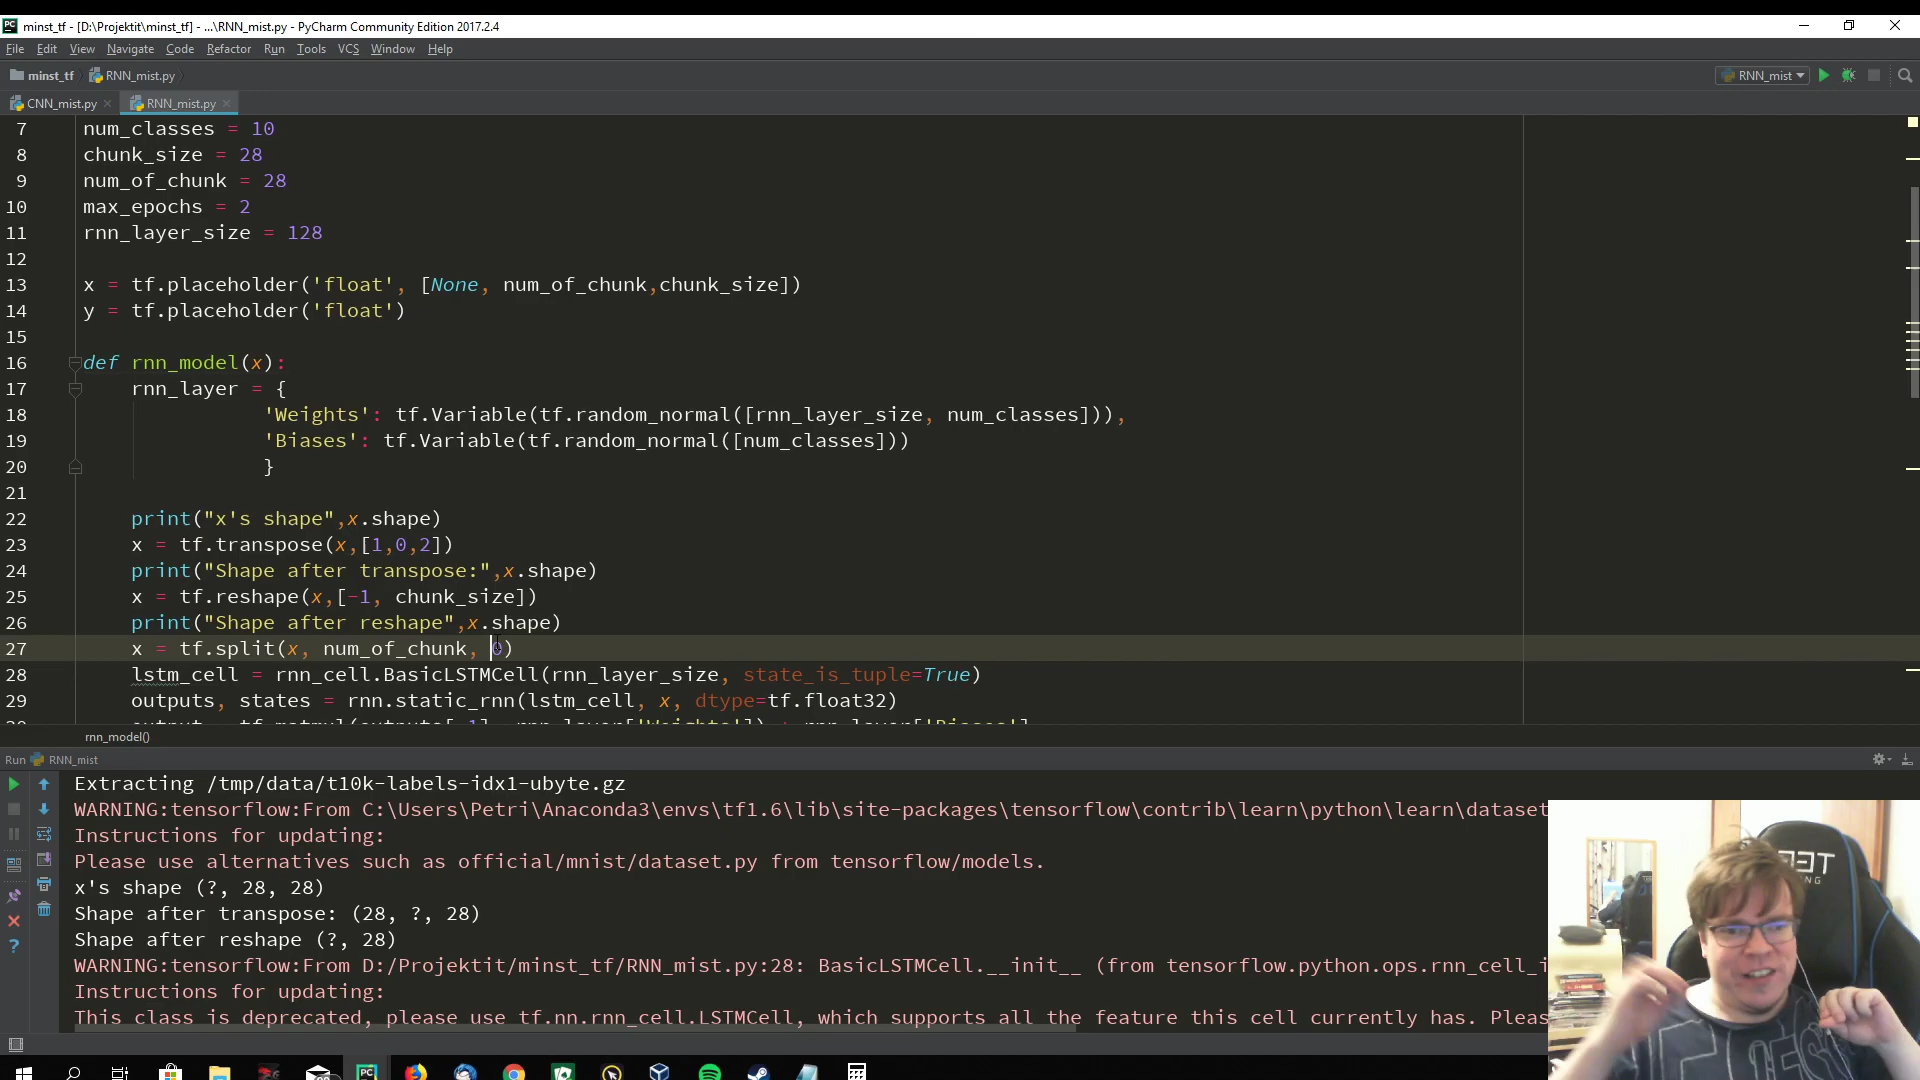 minst_tf - [D:\Projektit\minst_tf] - ...\RNN_mist.py - PyCharm Community Edition 2017.2.4
File Edit View Navigate Code Refactor Run Tools VCS Window Help
minst_tf RNN_mist.py RNN_mist
CNN_mist.py RNN_mist.py
7 num_classes = 10
8 chunk_size = 28
9 num_of_chunk = 28
10 max_epochs = 2
11 rnn_layer_size = 128
12
13 x = tf.placeholder('float', [None, num_of_chunk,chunk_size])
14 y = tf.placeholder('float')
15
16 def rnn_model(x):
17 rnn_layer = {
18 'Weights': tf.Variable(tf.random_normal([rnn_layer_size, num_classes])),
19 'Biases': tf.Variable(tf.random_normal([num_classes]))
20 }
21
22 print("x's shape",x.shape)
23 x = tf.transpose(x,[1,0,2])
24 print("Shape after transpose:",x.shape)
25 x = tf.reshape(x,[-1, chunk_size])
26 print("Shape after reshape",x.shape)
27 x = tf.split(x, num_of_chunk, 0)
28 lstm_cell = rnn_cell.BasicLSTMCell(rnn_layer_size, state_is_tuple=True)
29 outputs, states = rnn.static_rnn(lstm_cell, x, dtype=tf.float32)
rnn_model()
Run RNN_mist
Extracting /tmp/data/t10k-labels-idx1-ubyte.gz
WARNING:tensorflow:From C:\Users\Petri\Anaconda3\envs\tf1.6\lib\site-packages\tensorflow\contrib\learn\python\learn\dataset
Instructions for updating:
Please use alternatives such as official/mnist/dataset.py from tensorflow/models.
x's shape (?, 28, 28)
Shape after transpose: (28, ?, 28)
Shape after reshape (?, 28)
WARNING:tensorflow:From D:/Projektit/minst_tf/RNN_mist.py:28: BasicLSTMCell.__init__ (from tensorflow.python.ops.rnn_cell_i
Instructions for updating:
This class is deprecated, please use tf.nn.rnn_cell.LSTMCell, which supports all the feature this cell currently has. Pleas